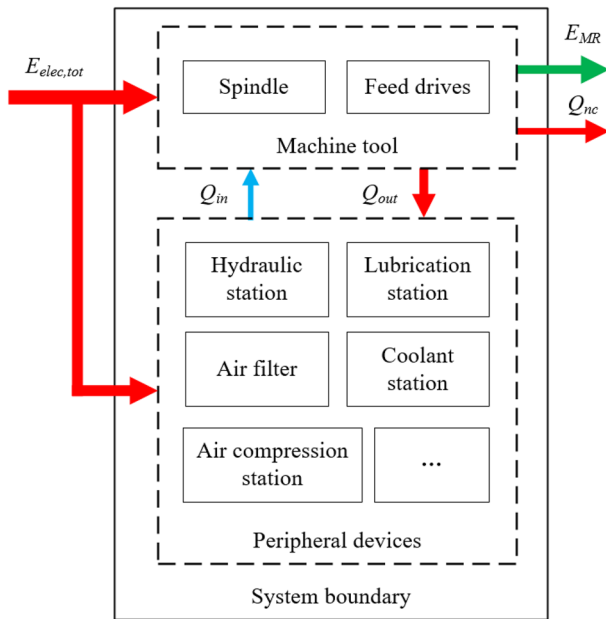 E_MR
E_elec,tot
Spindle
Feed drives
Q_nc
Machine tool
Q_in
Q_out
Hydraulic
station
Lubrication
station
Air filter
Coolant
station
Air compression
station
...
Peripheral devices
System boundary